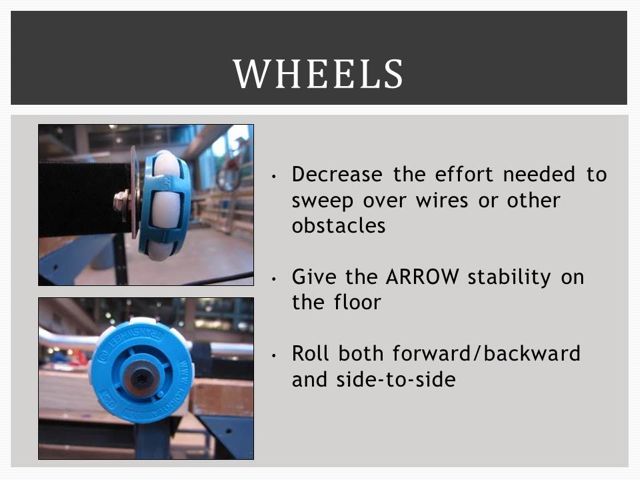 WHEELS
• Decrease the effort needed to
sweep over wires or other
obstacles
• Give the ARROW stability on
the floor
• Roll both forward/backward
and side-to-side